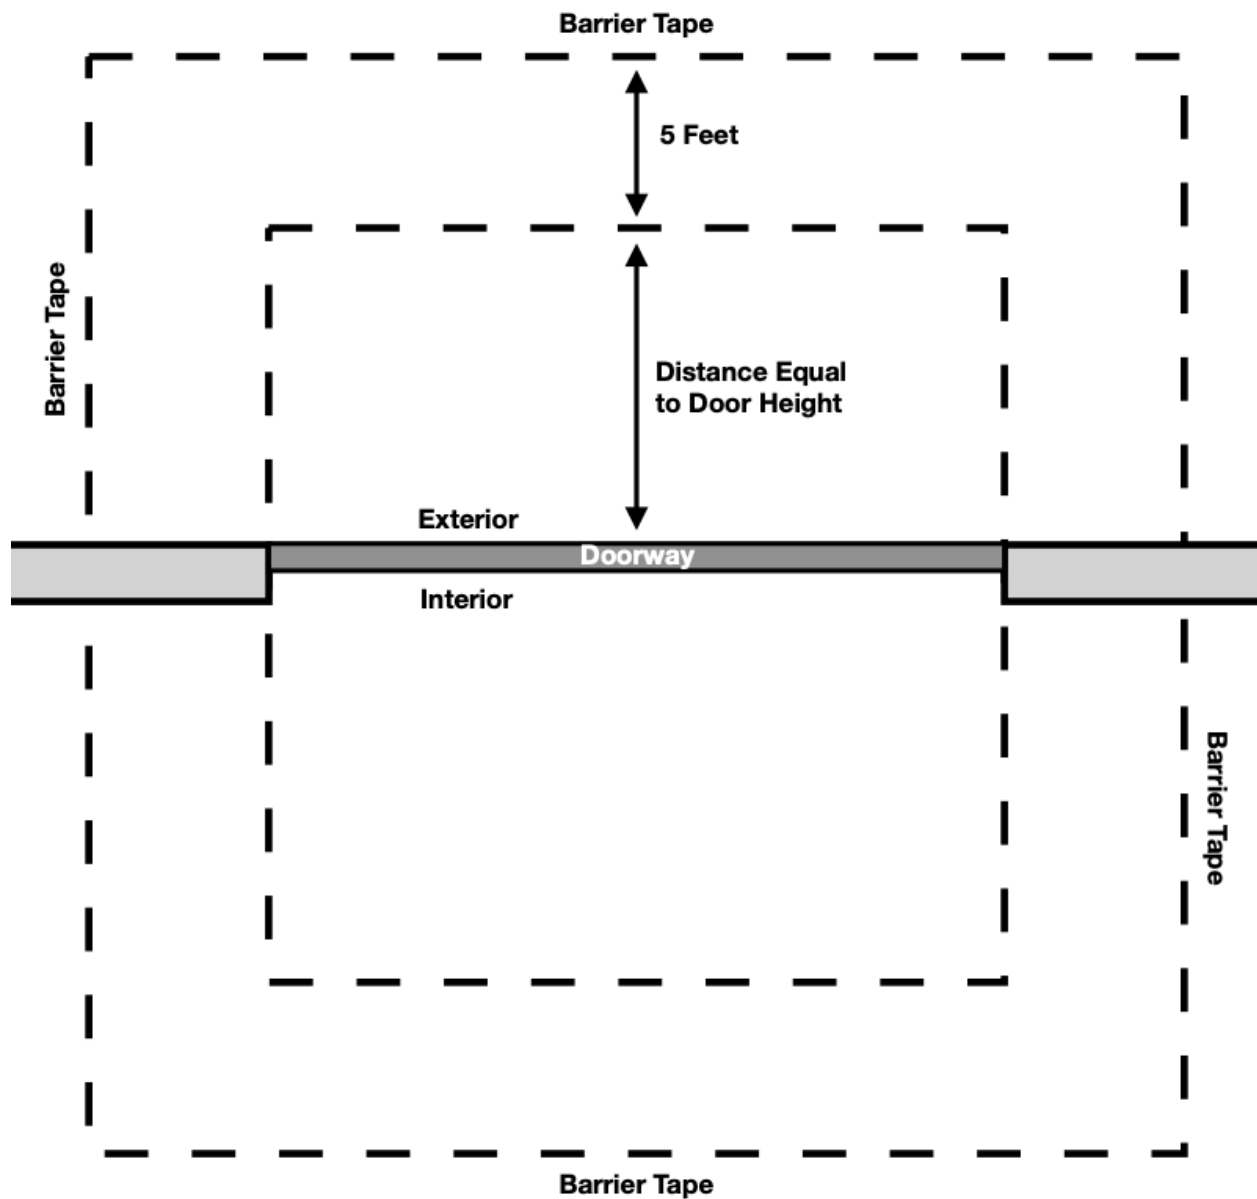 Barrier Tape
5 Feet
Barrier Tape
Distance Equal
to Door Height
Exterior
Doorway
Interior
Barrier Tape
Barrier Tape